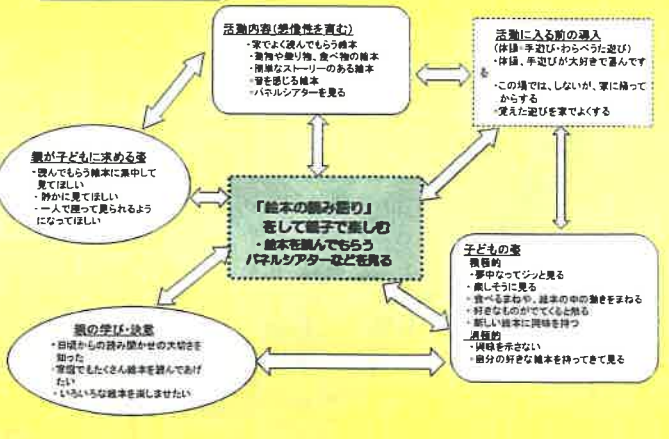 活動内容(想像性を育む)
・家でよく読んでもらう絵本
・動物や乗り物、食べ物の絵本
・簡単なストーリーのある絵本
・音を感じる絵本
・パネルシアターを見る
活動に入る前の導入
(体操・手遊び・わらべうた遊び)
・体操、手遊びが大好きで喜んです
る
・この場では、しないが、家に帰って
からする
・覚えた遊びを家でよくする
親が子どもに求める姿
・読んでもらう絵本に集中して
見てほしい
・静かに見てほしい
・一人で座って見られるよう
になってほしい
「絵本の読み語り」
をして親子で楽しむ
・絵本を読んでもらう
パネルシアターなどを見る
子どもの姿
積極的
・夢中なってジッと見る
・楽しそうに見る
・食べるまねや、絵本の中の動きをまねる
・好きなものがでてくると触る
・新しい絵本に興味を持つ
消極的
・興味を示さない
・自分の好きな絵本を持ってきて見る
親の学び・決意
・日頃からの読み聞かせの大切さを
知った
・家庭でもたくさん絵本を読んであげ
たい
・いろいろな絵本を楽しませたい